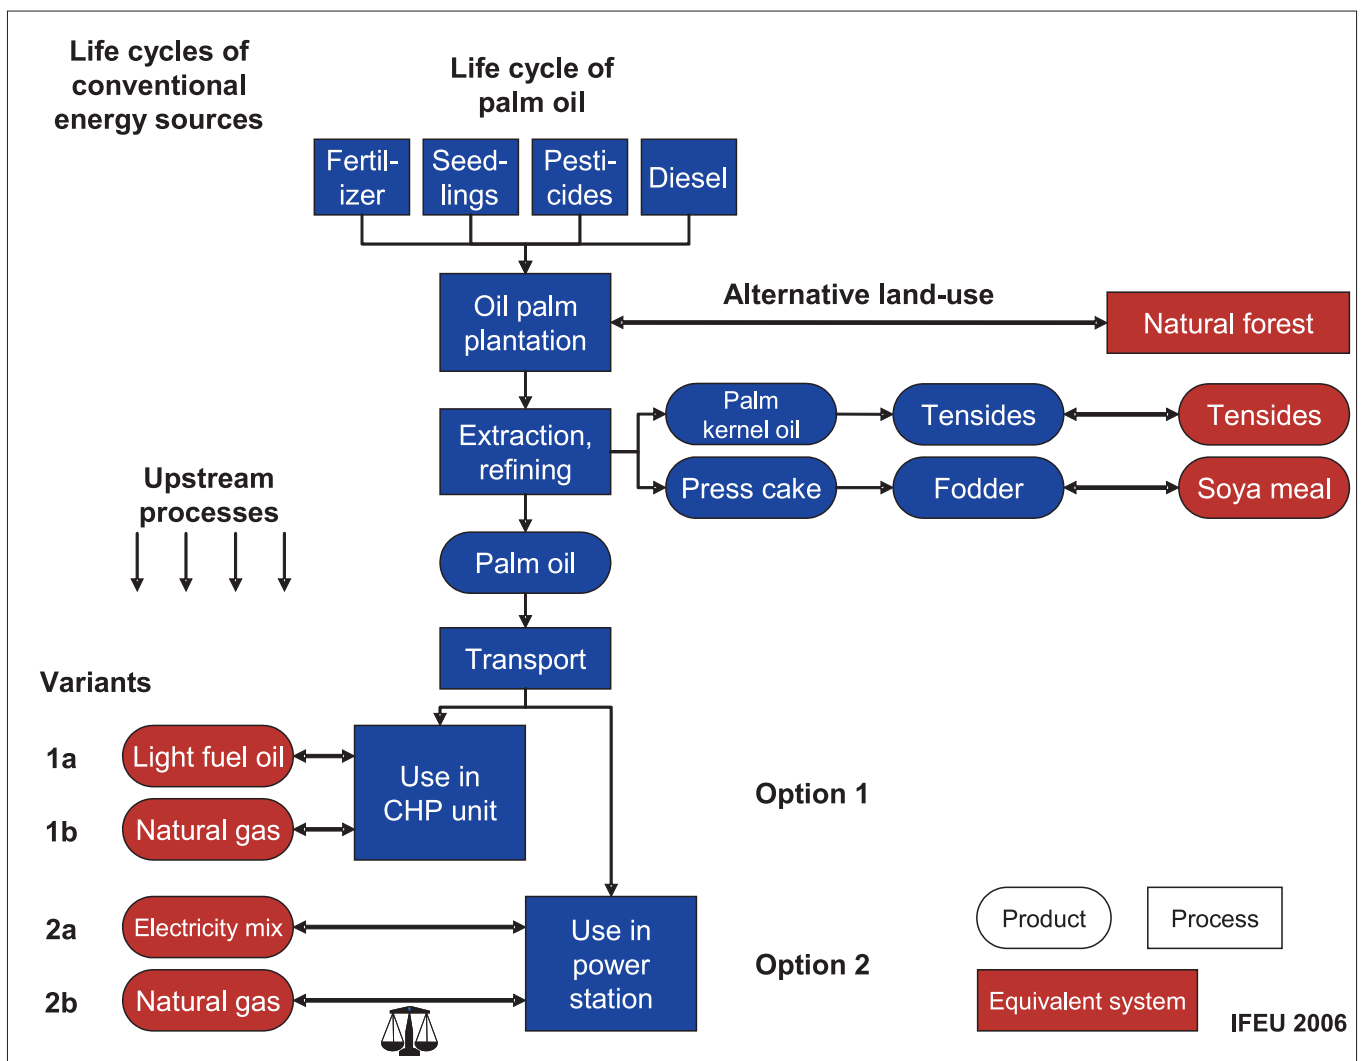 Life cycles of
conventional
energy sources
Life cycle of
palm oil
Fertil-
izer
Seed-
lings
Pesti-
cides
Diesel
Oil palm
plantation
Alternative land-use
Natural forest
Extraction,
refining
Palm
kernel oil
Tensides
Tensides
Press cake
Fodder
Soya meal
Upstream
processes
Palm oil
Transport
Variants
1a
Light fuel oil
1b
Natural gas
Use in
CHP unit
Option 1
2a
Electricity mix
2b
Natural gas
Use in
power
station
Option 2
Product
Process
Equivalent system
IFEU 2006